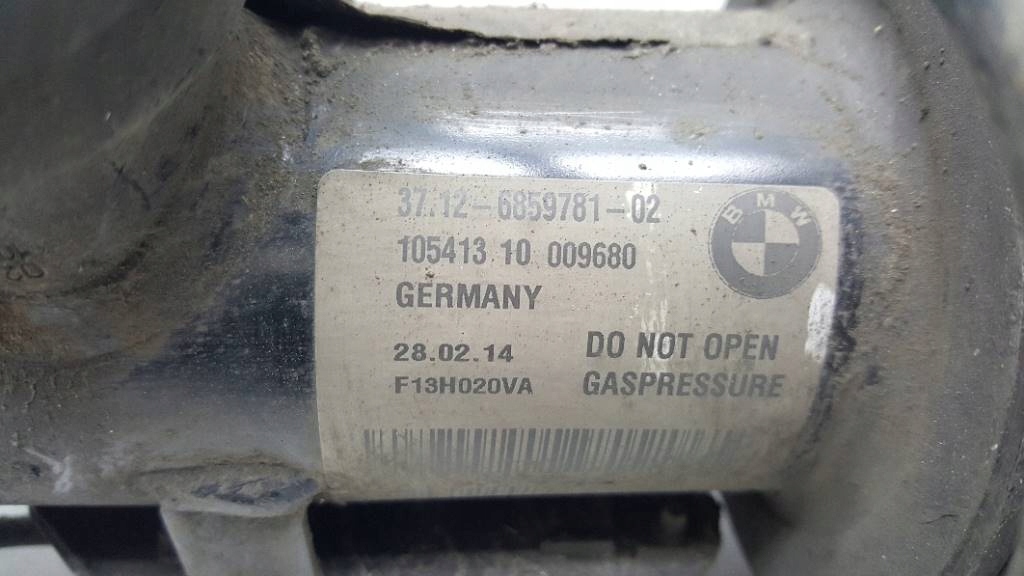 37.12-6859781-02
BMW
105413 10 009680
GERMANY
28.02.14
DO NOT OPEN
F13H020VA
GASPRESSURE